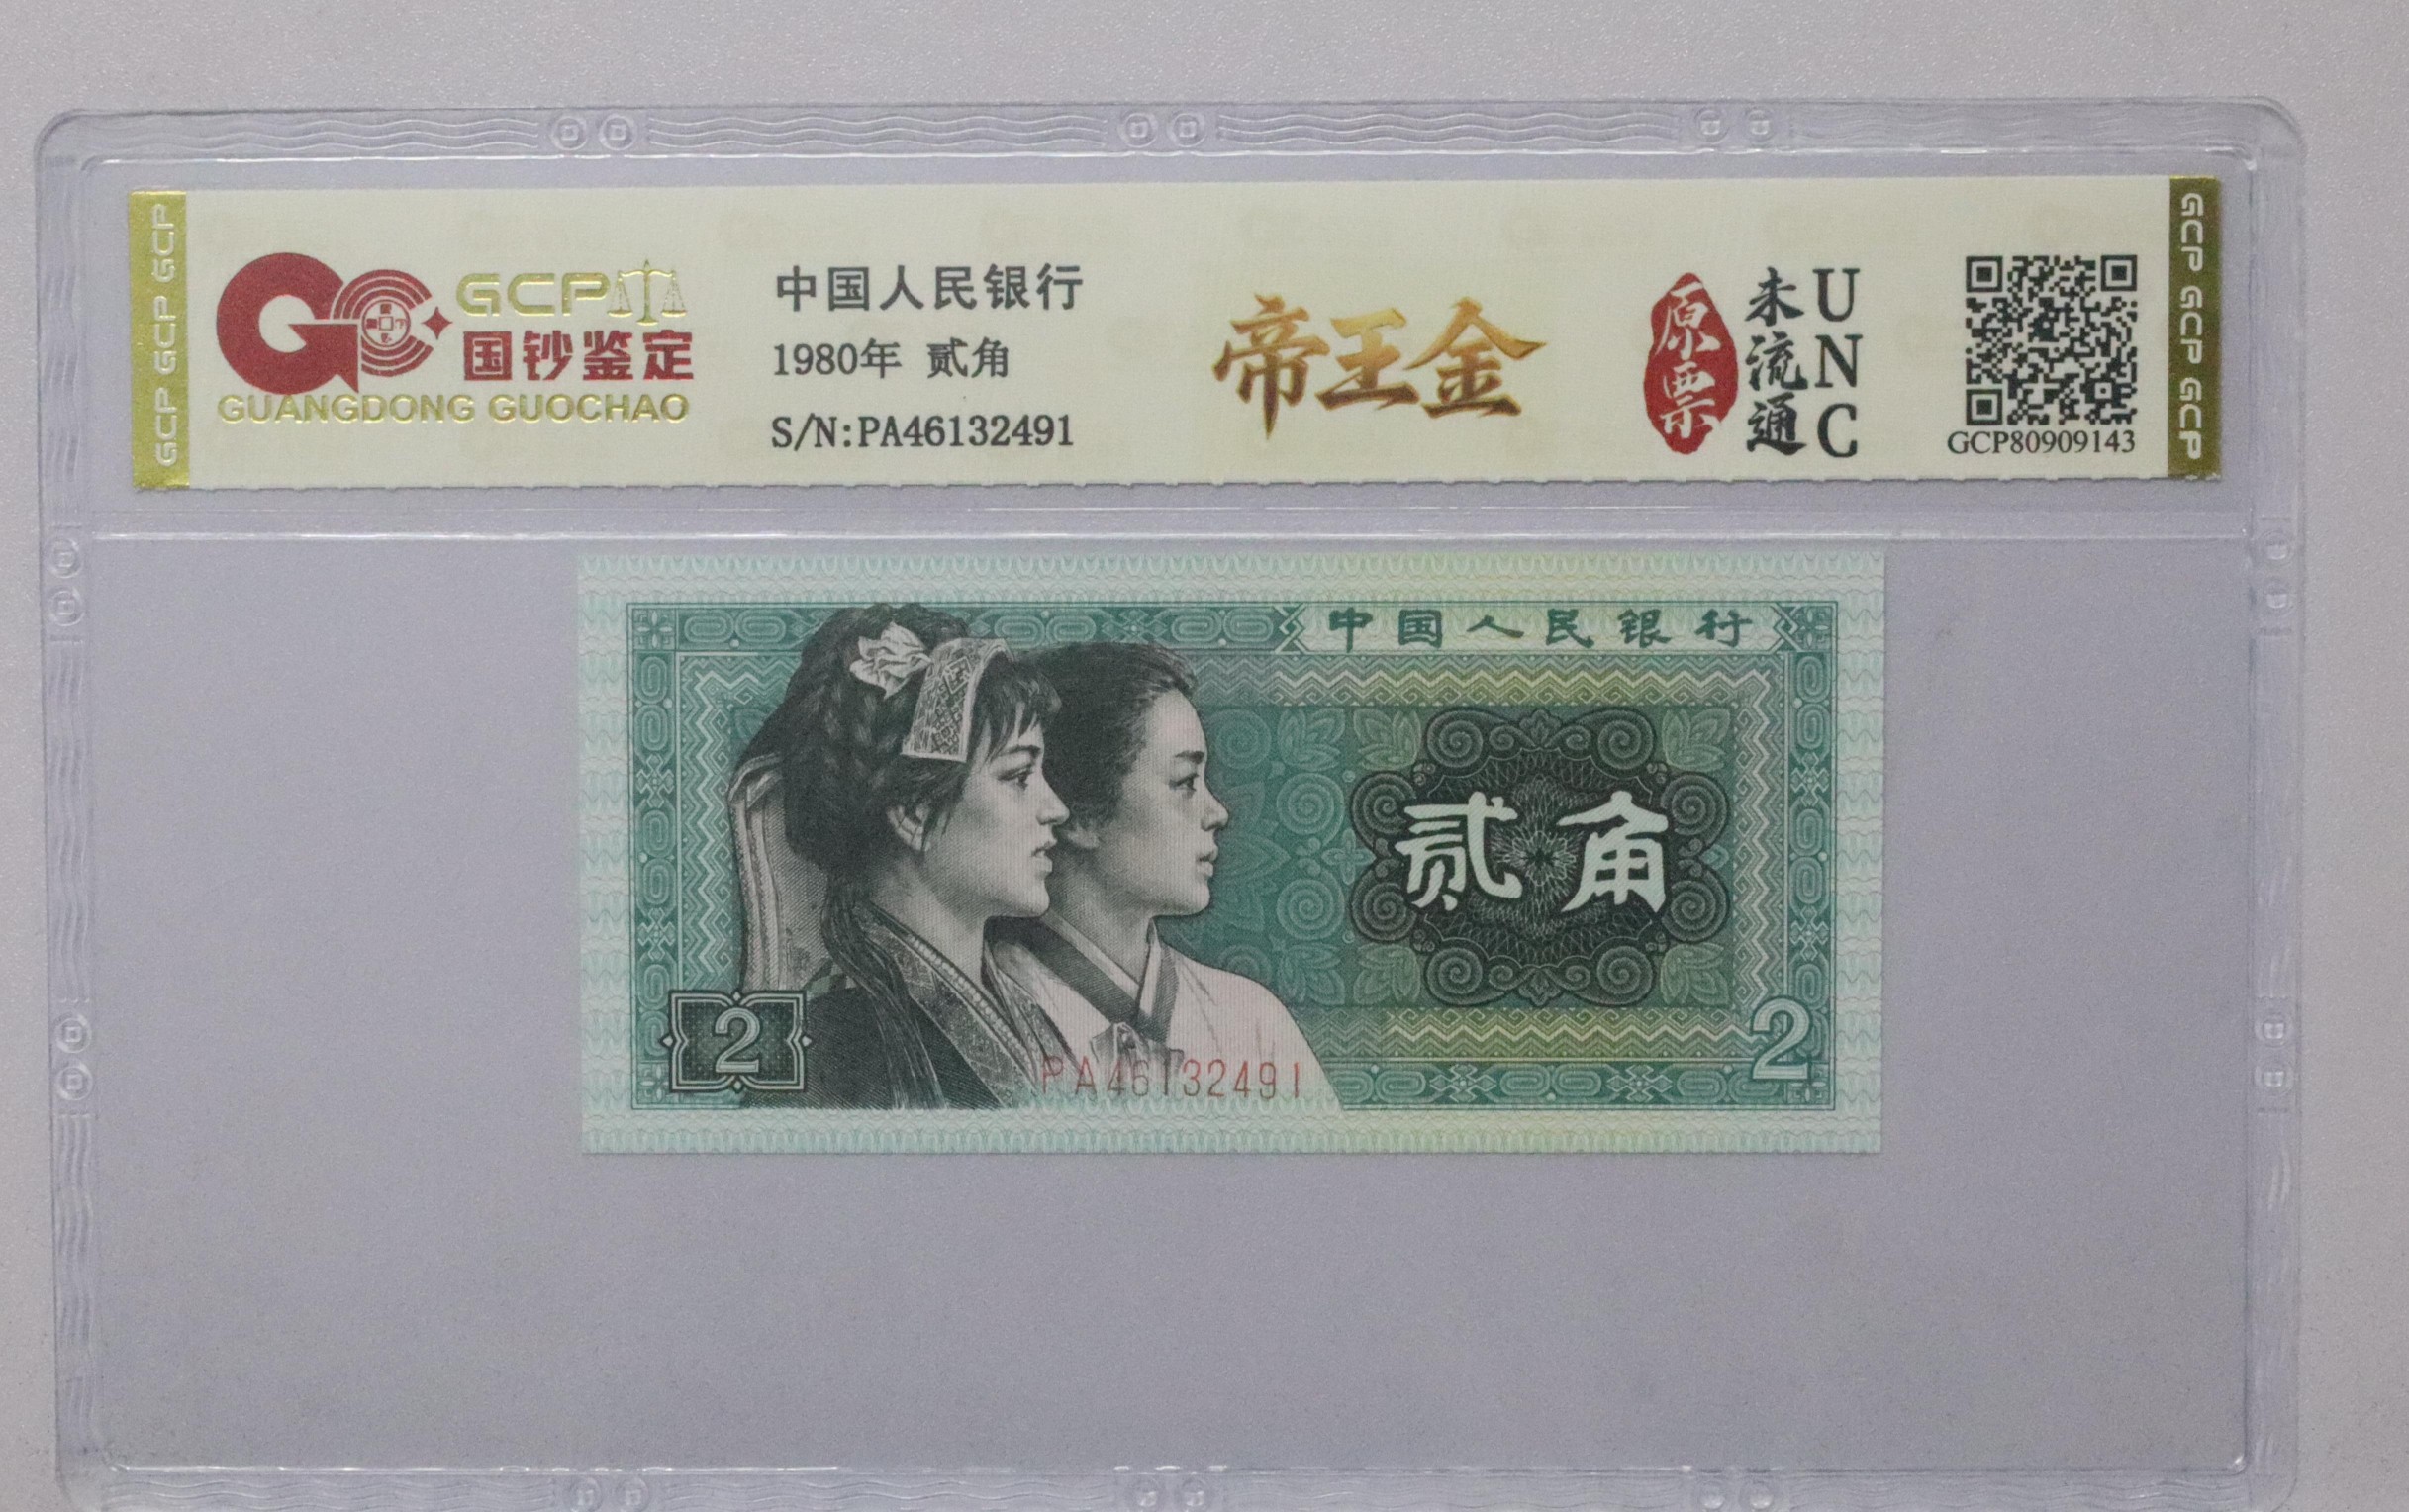 GCP GCP GCP
GCP
国钞鉴定
GUANGDONG GUOCHAO
中国人民银行
1980年 贰角
S/N:PA46132491
帝王金
原票
未流通
UNC
GCP80909143
GCP GCP GCP
中国人民银行
贰角
2
PA46132491
2